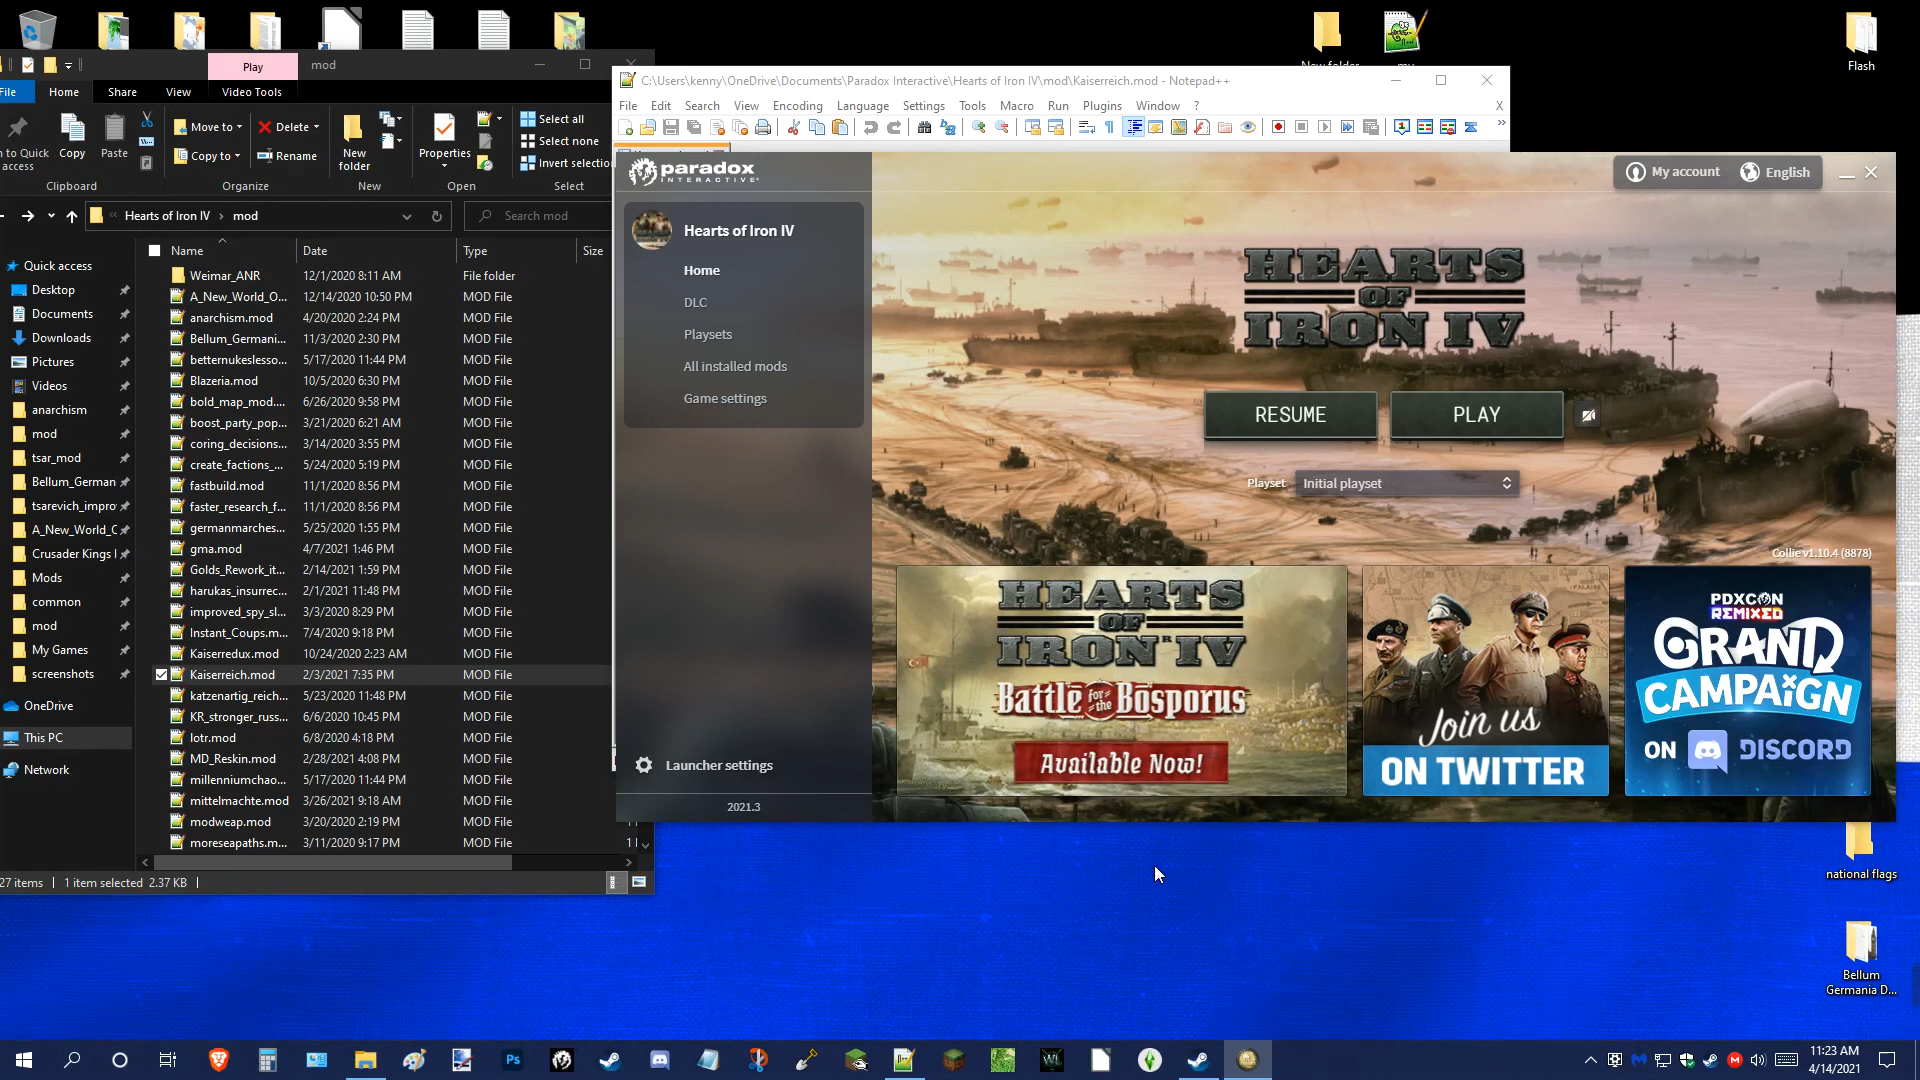 New folder
Flash
Play
mod
File
Home
Share
View
Video Tools
Copy
Paste
access
Clipboard
Move to
Copy to
Delete
Rename
Organize
New
folder
New
Properties
Open
Select all
Select none
Invert selection
Select
Hearts of Iron IV > mod
Search mod
Name
Date
Type
Size
Quick access
Desktop
Documents
Downloads
Pictures
Videos
anarchism
mod
tsar_mod
Bellum_German
tsarevich_impro
A_New_World_C
Crusader Kings I
Mods
common
mod
My Games
screenshots
OneDrive
This PC
Network
Weimar_ANR 12/1/2020 8:11 AM File folder
A_New_World_O... 12/14/2020 10:50 PM MOD File
anarchism.mod 4/20/2020 2:24 PM MOD File
Bellum_Germani... 11/3/2020 2:30 PM MOD File
betternukeslesso... 5/17/2020 11:44 PM MOD File
Blazeria.mod 10/5/2020 6:30 PM MOD File
bold_map_mod.... 6/26/2020 9:58 PM MOD File
boost_party_pop... 3/21/2020 6:21 AM MOD File
coring_decisions... 3/14/2020 3:55 PM MOD File
create_factions_... 5/24/2020 5:19 PM MOD File
fastbuild.mod 11/1/2020 8:56 PM MOD File
faster_research_f... 11/1/2020 8:56 PM MOD File
germanmarches... 5/25/2020 1:55 PM MOD File
gma.mod 4/7/2021 1:46 PM MOD File
Golds_Rework_it... 2/14/2021 1:59 PM MOD File
harukas_insurrec... 2/1/2021 11:48 PM MOD File
improved_spy_sl... 3/3/2020 8:29 PM MOD File
Instant_Coups.m... 7/4/2020 9:18 PM MOD File
Kaiserredux.mod 10/24/2020 2:23 AM MOD File
Kaiserreich.mod 2/3/2021 7:35 PM MOD File
katzenartig_reich... 5/23/2020 11:48 PM MOD File
KR_stronger_russ... 6/6/2020 10:45 PM MOD File
lotr.mod 6/8/2020 4:18 PM MOD File
MD_Reskin.mod 2/28/2021 4:08 PM MOD File
millenniumchao... 5/17/2020 11:44 PM MOD File
mittelmachte.mod 3/26/2021 9:18 AM MOD File
modweap.mod 3/20/2020 2:19 PM MOD File
moreseapaths.m... 3/11/2020 9:17 PM MOD File
27 items
1 item selected 2.37 KB
C:\Users\kenny\OneDrive\Documents\Paradox Interactive\Hearts of Iron IV\mod\Kaiserreich.mod - Notepad++
File Edit Search View Encoding Language Settings Tools Macro Run Plugins Window ?
X
paradox
INTERACTIVE
My account
English
Hearts of Iron IV
Home
DLC
Playsets
All installed mods
Game settings
Launcher settings
2021.3
HEARTS
OF
IRON IV
RESUME
PLAY
Playset
Initial playset
Collie v1.10.4 (8878)
HEARTS
OF
IRON IV
Battle for the Bosporus
Available Now!
Join us
ON TWITTER
PDXCON
REMIXED
GRAND
CAMPAIGN
ON DISCORD
national flags
Bellum
Germania D...
Ps
WL
11:23 AM
4/14/2021